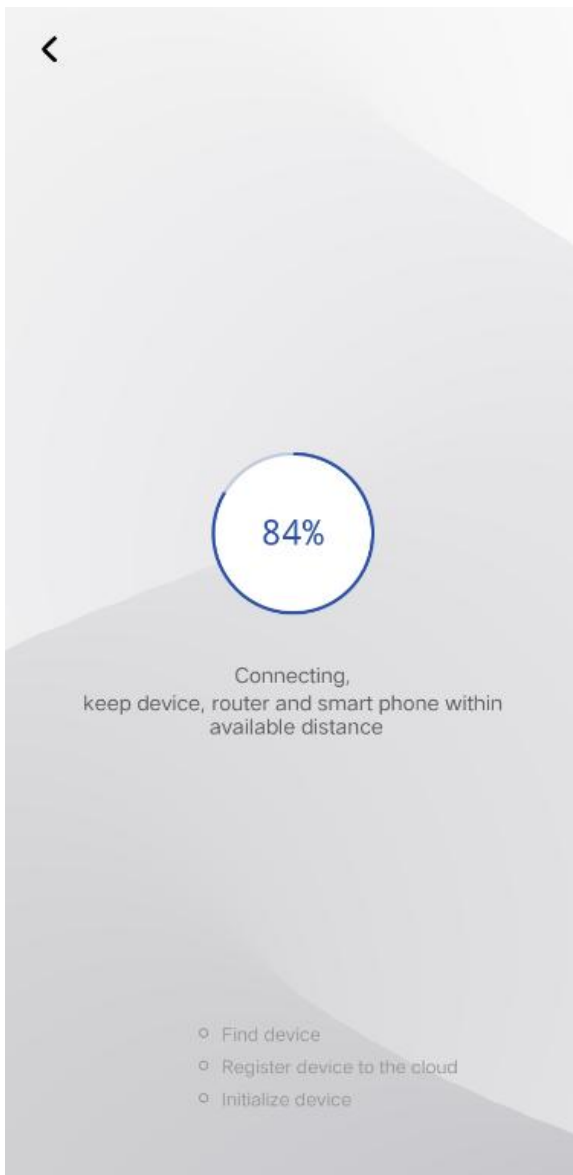 84%
Connecting,
keep device, router and smart phone within
available distance
Find device
Register device to the cloud
Initialize device